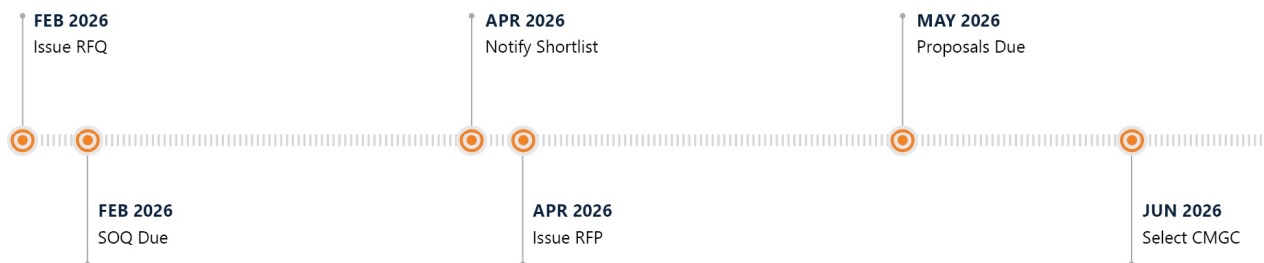 FEB 2026
Issue RFQ
APR 2026
Notify Shortlist
MAY 2026
Proposals Due
FEB 2026
SOQ Due
APR 2026
Issue RFP
JUN 2026
Select CMGC